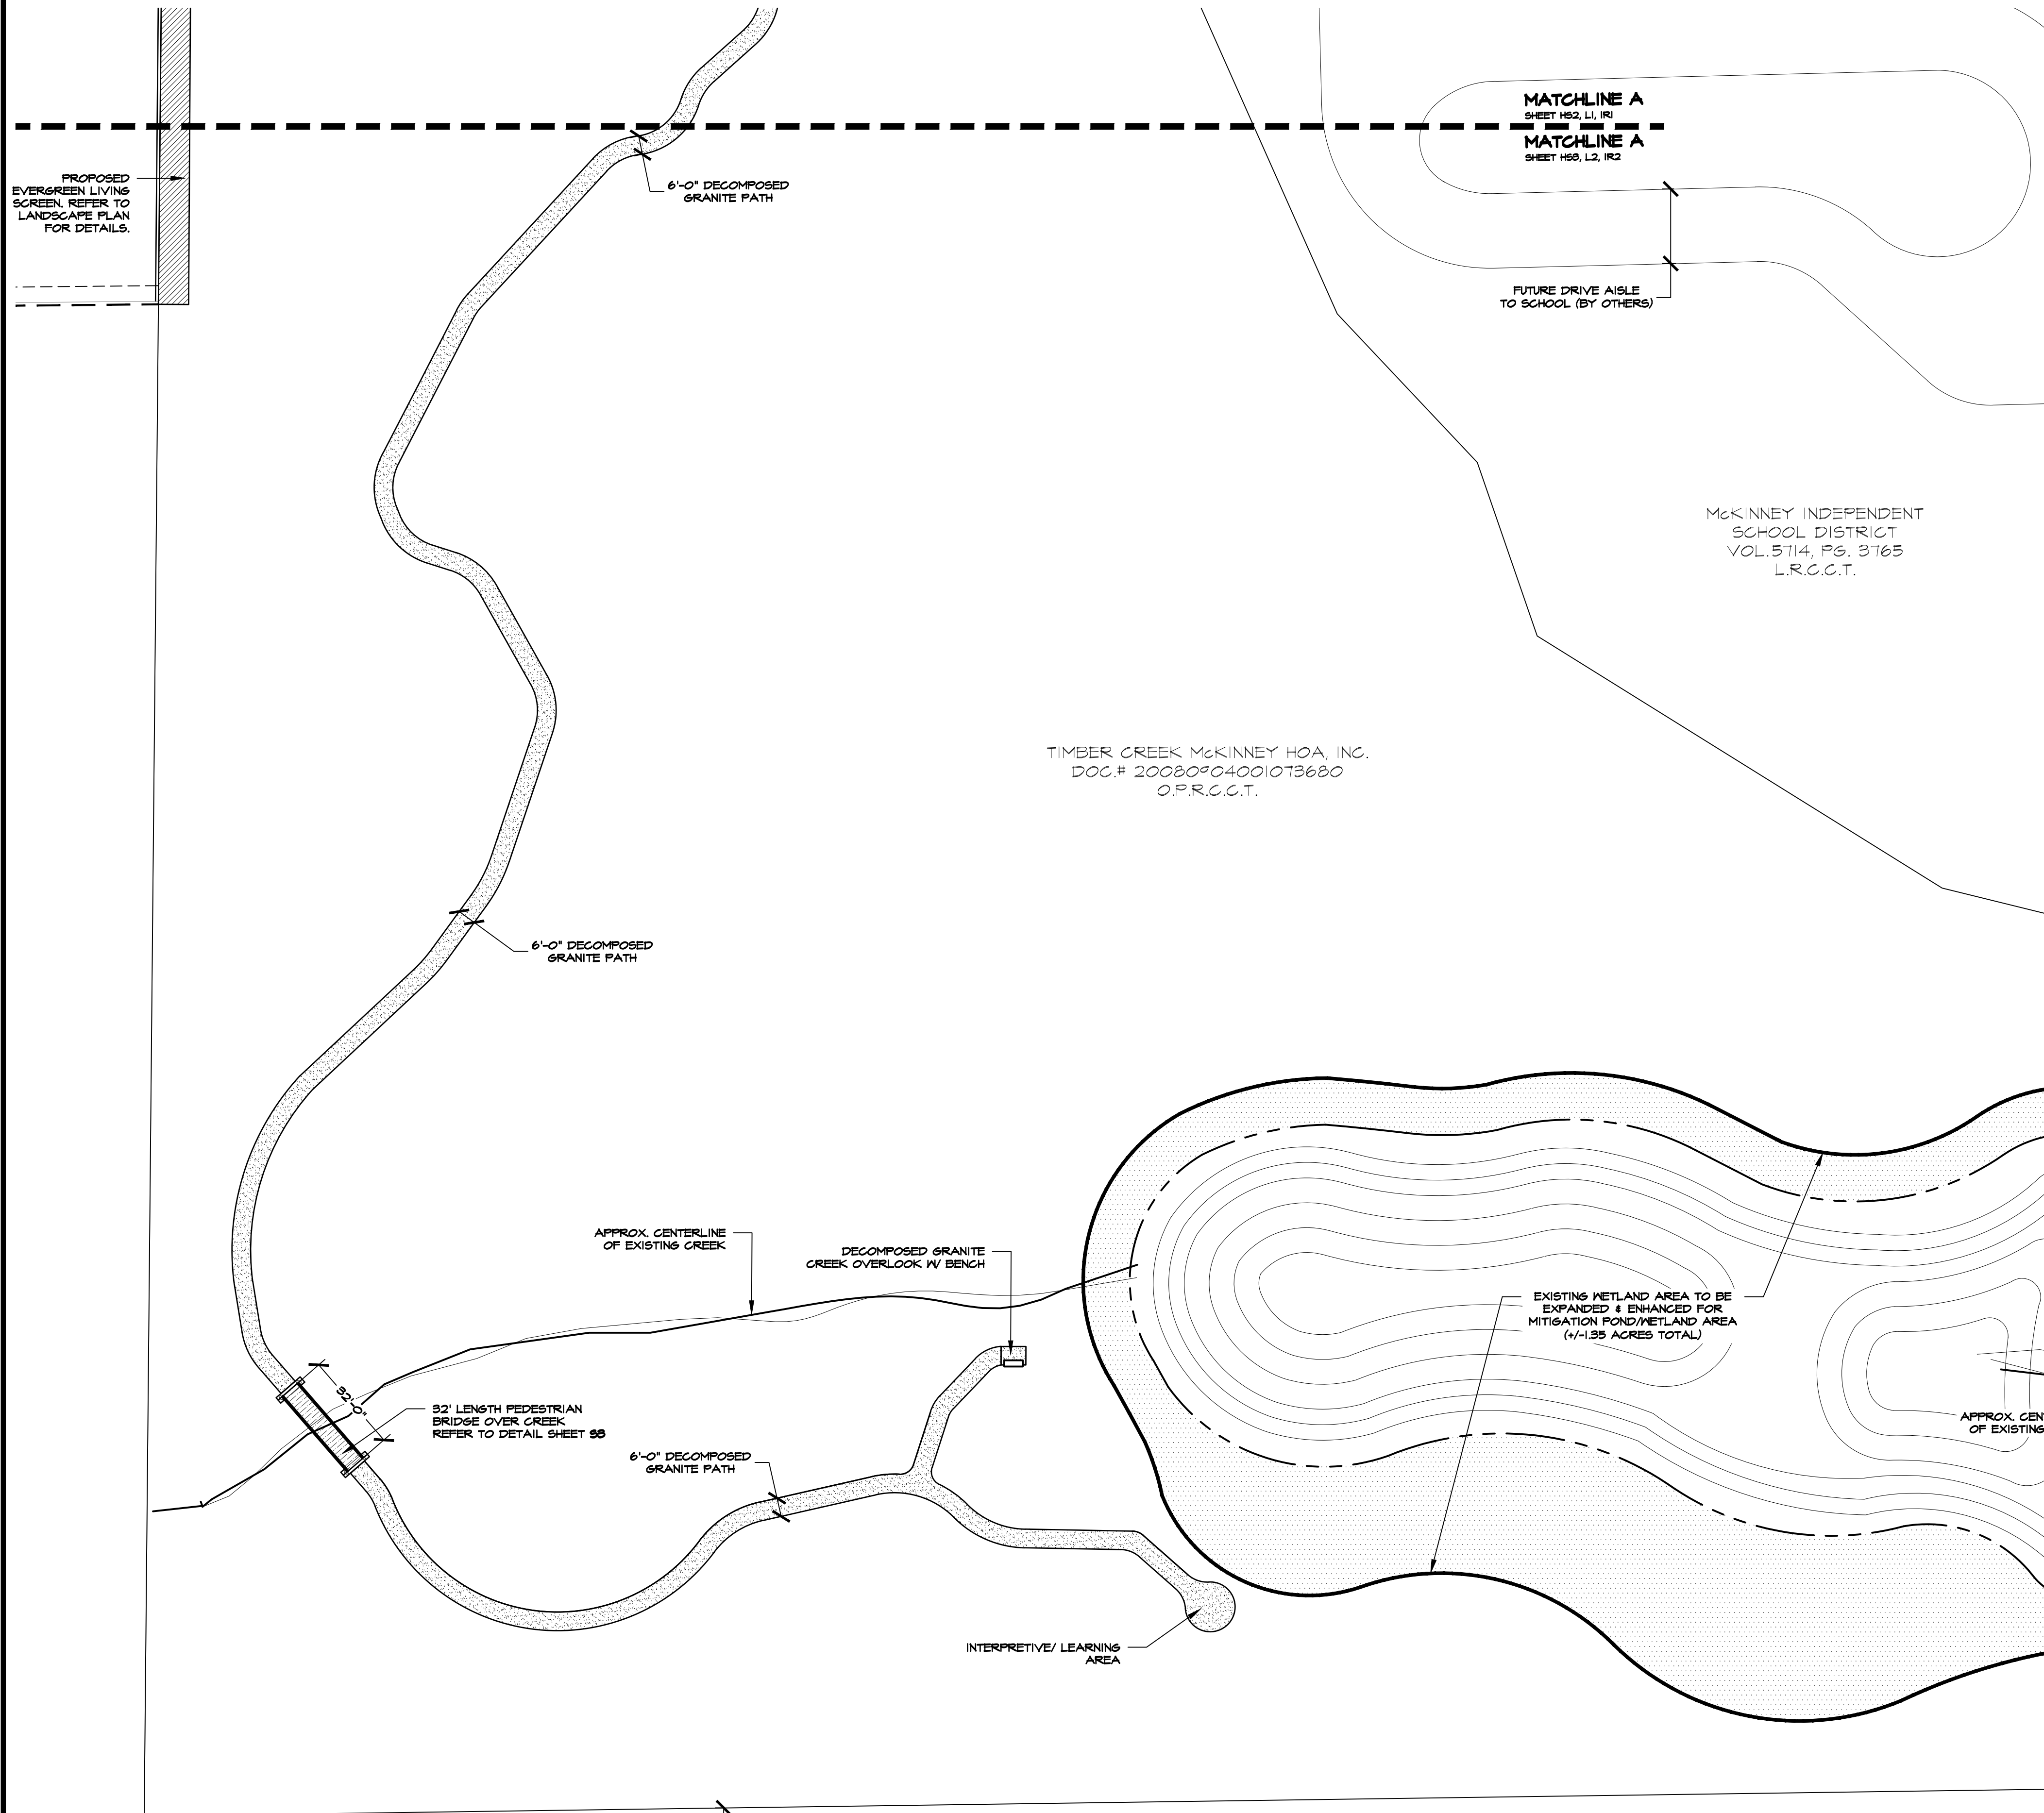 MATCHLINE A
SHEET HS2, L1, IR1
MATCHLINE A
SHEET HS3, L2, IR2
PROPOSED
EVERGREEN LIVING
SCREEN. REFER TO
LANDSCAPE PLAN
FOR DETAILS.
6'-0" DECOMPOSED
GRANITE PATH
FUTURE DRIVE AISLE
TO SCHOOL (BY OTHERS)
McKINNEY INDEPENDENT
SCHOOL DISTRICT
VOL.5714, PG. 3765
L.R.C.C.T.
TIMBER CREEK McKINNEY HOA, INC.
DOC.# 20080904001073680
O.P.R.C.C.T.
6'-0" DECOMPOSED
GRANITE PATH
APPROX. CENTERLINE
OF EXISTING CREEK
DECOMPOSED GRANITE
CREEK OVERLOOK W/ BENCH
EXISTING WETLAND AREA TO BE
EXPANDED & ENHANCED FOR
MITIGATION POND/WETLAND AREA
(+/-1.35 ACRES TOTAL)
32'-0"
32' LENGTH PEDESTRIAN
BRIDGE OVER CREEK
REFER TO DETAIL SHEET
6'-0" DECOMPOSED
GRANITE PATH
APPROX. CEN
OF EXISTING
INTERPRETIVE/ LEARNING
AREA